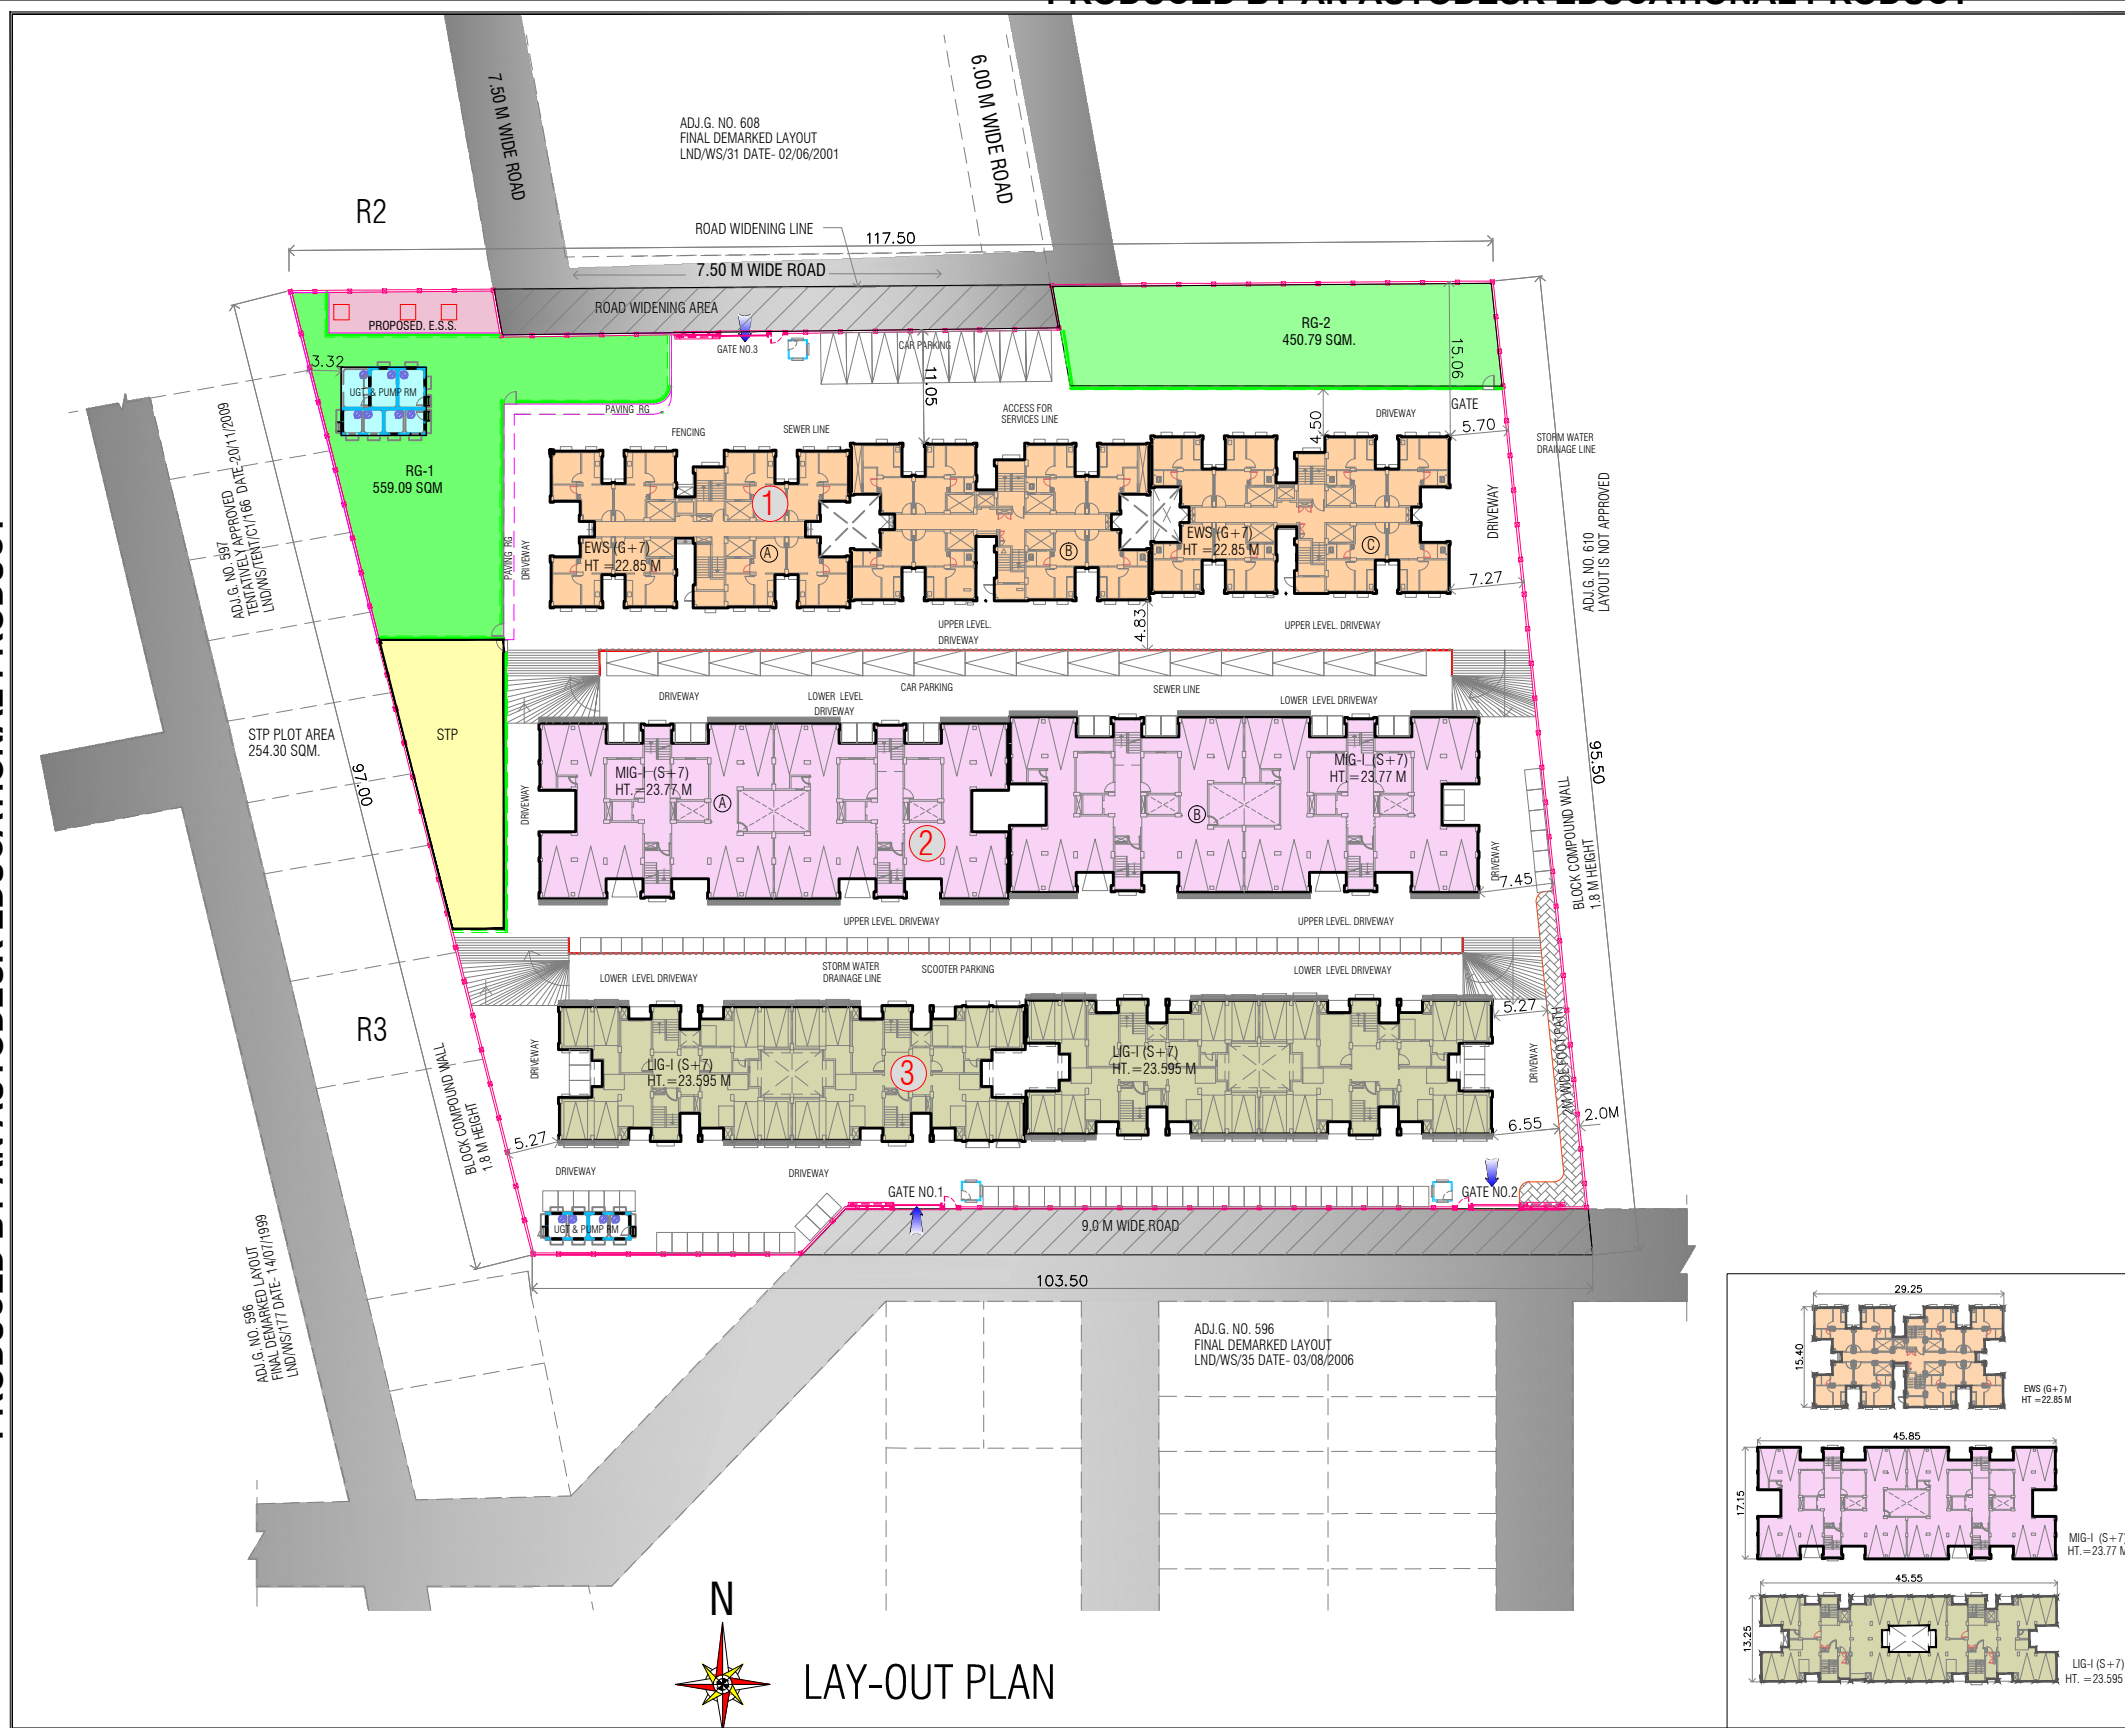 7.50 M WIDE ROAD
6.00 M WIDE ROAD
ADJ.G. NO. 608
FINAL DEMARKED LAYOUT
LND/WS/31 DATE- 02/06/2001
R2
ROAD WIDENING LINE
117.50
7.50 M WIDE ROAD
ROAD WIDENING AREA
PROPOSED. E.S.S.
GATE NO.3
CAR PARKING
RG-2
450.79 SQM.
15.06
3.32
UGT & PUMP RM
11.05
PAVING RG
FENCING
SEWER LINE
ACCESS FOR
SERVICES LINE
4.50
DRIVEWAY
GATE
5.70
STORM WATER
DRAINAGE LINE
RG-1
559.09 SQM
ADJ.G. NO. 597
TENTATIVELY APPROVED
LND/WS/TENT/C1/166 DATE 20/11/2009
PAVING RG
DRIVEWAY
1
EWS (G+7)
HT =22.85 M
A
B
EWS (G+7)
HT =22.85 M
C
DRIVEWAY
ADJ.G. NO. 610
LAYOUT IS NOT APPROVED
7.27
4.83
UPPER LEVEL.
DRIVEWAY
UPPER LEVEL. DRIVEWAY
CAR PARKING
DRIVEWAY
LOWER LEVEL
DRIVEWAY
SEWER LINE
LOWER LEVEL DRIVEWAY
STP PLOT AREA
254.30 SQM.
STP
97.00
95.50
DRIVEWAY
MIG-I (S+7)
HT.=23.77 M
A
2
MIG-I (S+7)
HT.=23.77 M
B
DRIVEWAY
7.45
BLOCK COMPOUND WALL
1.8 M HEIGHT
UPPER LEVEL. DRIVEWAY
UPPER LEVEL. DRIVEWAY
LOWER LEVEL DRIVEWAY
STORM WATER
DRAINAGE LINE
SCOOTER PARKING
LOWER LEVEL DRIVEWAY
R3
BLOCK COMPOUND WALL
1.8 M HEIGHT
DRIVEWAY
LIG-I (S+7)
HT.=23.595 M
3
LIG-I (S+7)
HT.=23.595 M
5.27
DRIVEWAY
2M WIDE FOOT PATH
2.0M
6.55
5.27
DRIVEWAY
DRIVEWAY
GATE NO.1
GATE NO.2
UGT & PUMP RM
9.0 M WIDE ROAD
103.50
ADJ.G. NO. 596
FINAL DEMARKED LAYOUT
LND/WS/177 DATE- 14/07/1999
ADJ.G. NO. 596
FINAL DEMARKED LAYOUT
LND/WS/35 DATE- 03/08/2006
29.25
15.40
EWS (G+7)
HT =22.85 M
45.85
17.15
MIG-I (S+7)
HT.=23.77 M
45.55
13.25
LIG-I (S+7)
HT. =23.595
N
LAY-OUT PLAN